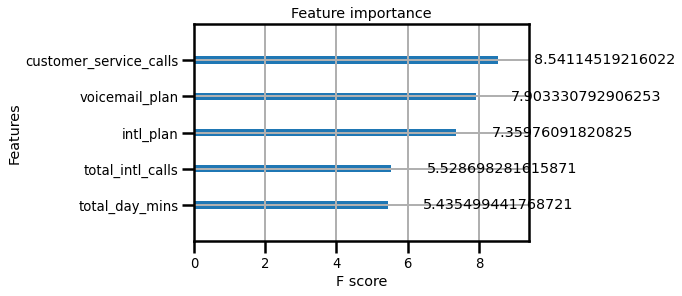 Feature importance
Features
customer_service_calls 8.54114519216022
voicemail_plan 7.903330792906253
intl_plan 7.35976091820825
total_intl_calls 5.528698281615871
total_day_mins 5.435499441768721
0 2 4 6 8
F score